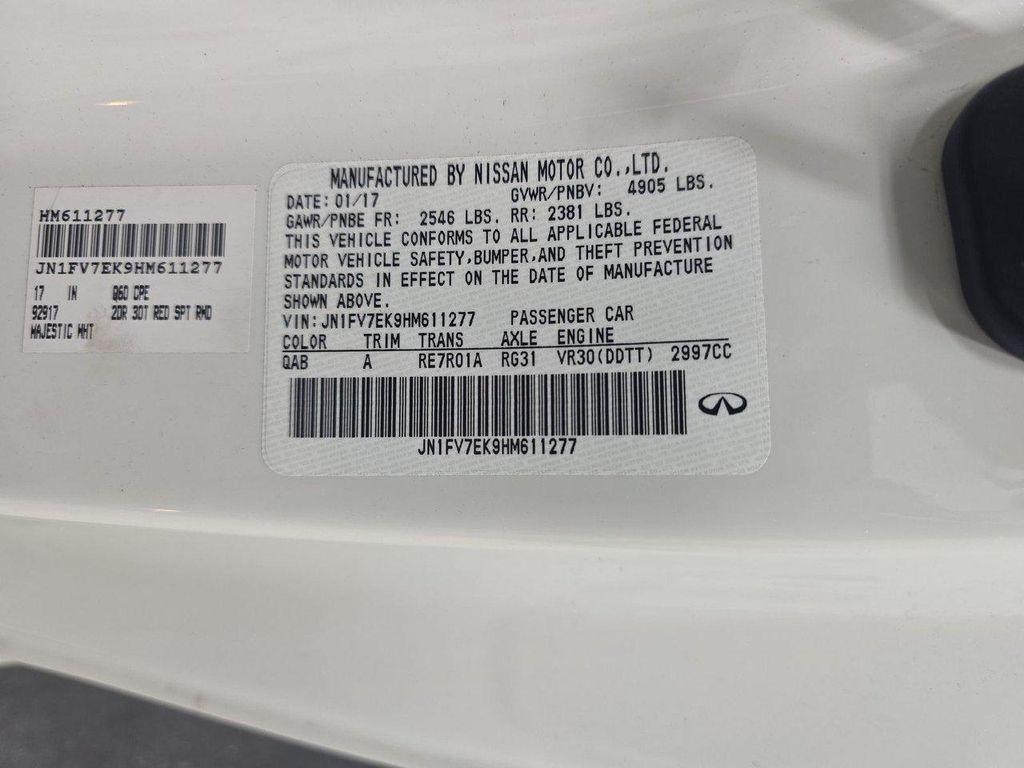 HM611277
JN1FV7EK9HM611277
17 IN Q60 CPE
92917 2DR 30T RED SPT RWD
MAJESTIC WHT
MANUFACTURED BY NISSAN MOTOR CO.,LTD.
DATE: 01/17 GVWR/PNBV: 4905 LBS.
GAWR/PNBE FR: 2546 LBS. RR: 2381 LBS.
THIS VEHICLE CONFORMS TO ALL APPLICABLE FEDERAL
MOTOR VEHICLE SAFETY,BUMPER,AND THEFT PREVENTION
STANDARDS IN EFFECT ON THE DATE OF MANUFACTURE
SHOWN ABOVE.
VIN:JN1FV7EK9HM611277 PASSENGER CAR
COLOR TRIM TRANS AXLE ENGINE
QAB A RE7R01A RG31 VR30(DDTT) 2997CC
JN1FV7EK9HM611277